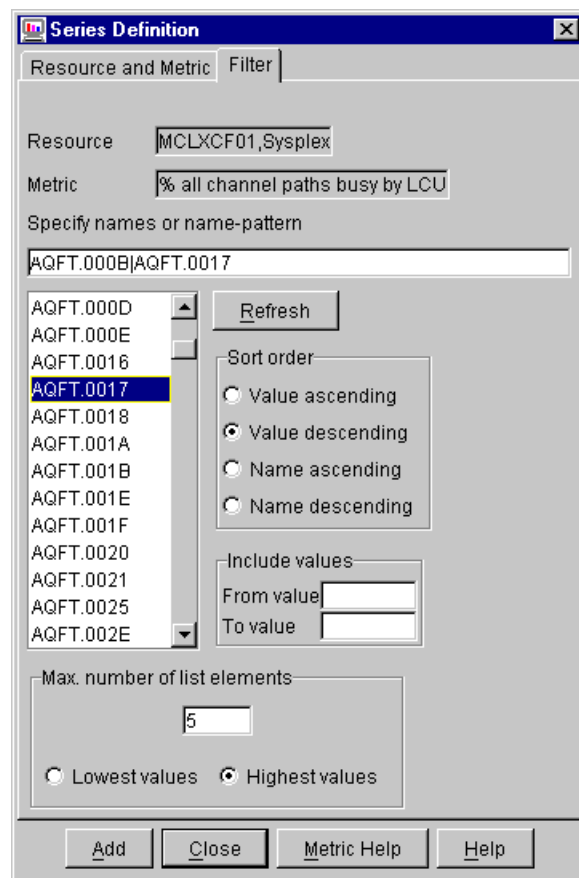 Series Definition
Resource and Metric Filter
Resource MCLXCF01,Sysplex
Metric % all channel paths busy by LCU
Specify names or name-pattern
AQFT.000B|AQFT.0017
AQFT.000D
AQFT.000E
AQFT.0016
AQFT.0017
AQFT.0018
AQFT.001A
AQFT.001B
AQFT.001E
AQFT.001F
AQFT.0020
AQFT.0021
AQFT.0025
AQFT.002E
Refresh
Sort order
Value ascending
Value descending
Name ascending
Name descending
Include values
From value
To value
Max. number of list elements
5
Lowest values Highest values
Add Close Metric Help Help